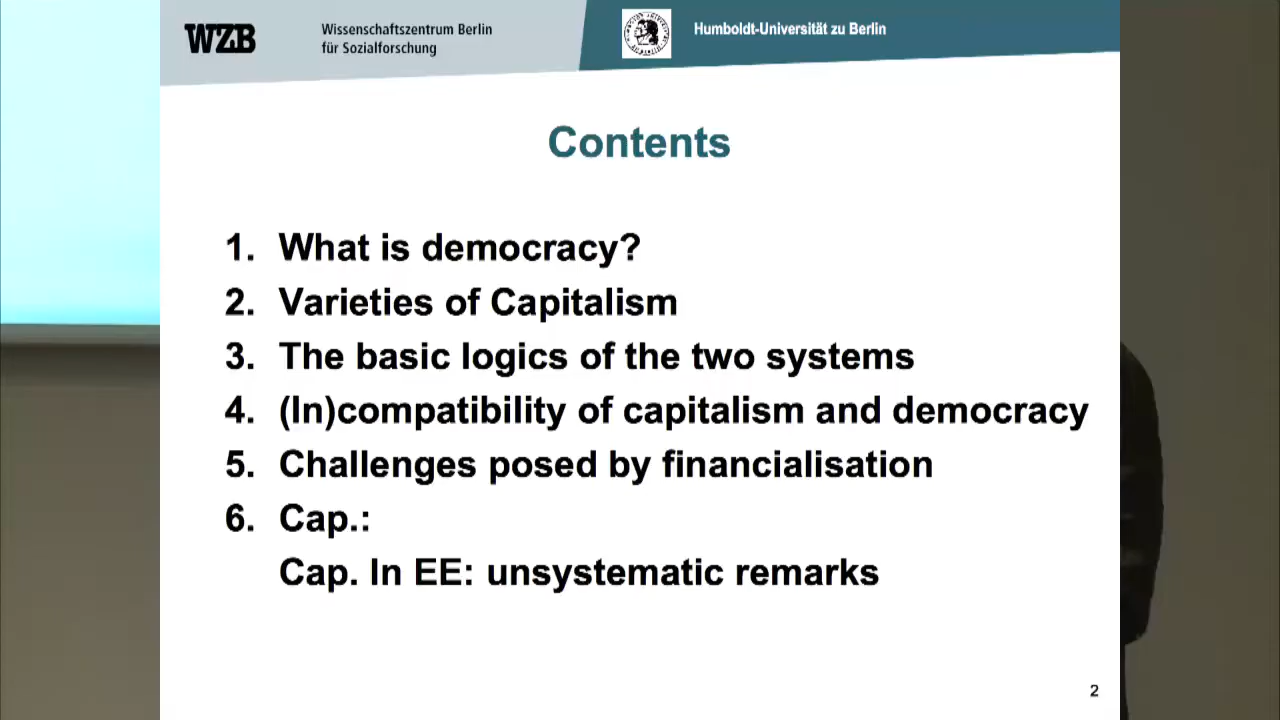 WZB
Wissenschaftszentrum Berlin
für Sozialforschung
Humboldt-Universität zu Berlin
Contents
1. What is democracy?
2. Varieties of Capitalism
3. The basic logics of the two systems
4. (In)compatibility of capitalism and democracy
5. Challenges posed by financialisation
6. Cap.:
Cap. In EE: unsystematic remarks
2